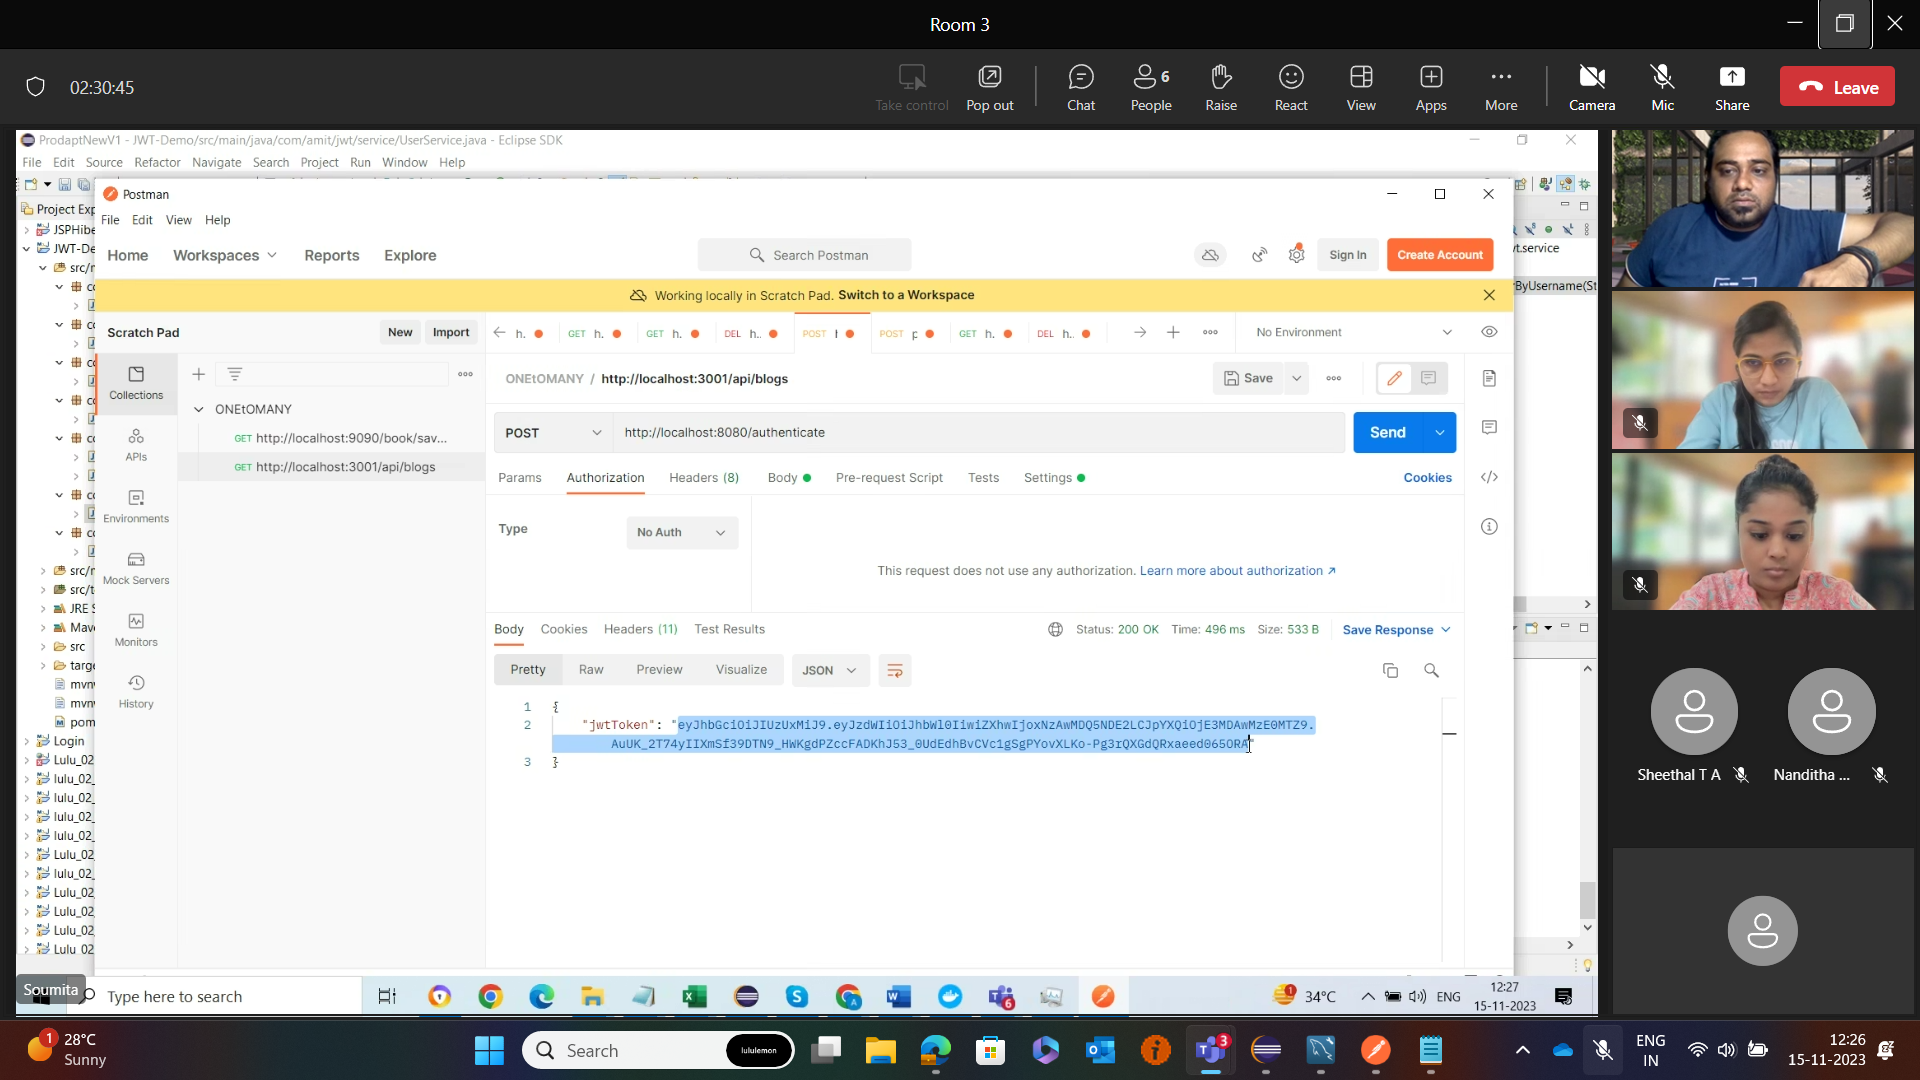 Room 3
02:30:45
Take control
Pop out
Chat
People
6
Raise
React
View
Apps
More
Camera
Mic
Share
Leave
ProdaptNewV1 - JWT-Demo/src/main/java/com/amit/jwt/service/UserService.java - Eclipse SDK
File Edit Source Refactor Navigate Search Project Run Window Help
Postman
File Edit View Help
Home
Workspaces
Reports
Explore
Search Postman
Sign In
Create Account
Working locally in Scratch Pad. Switch to a Workspace
Scratch Pad
New
Import
h.
GET h.
GET h.
DEL h..
POST
POST
GET h.
DEL h..
No Environment
ONEtOMANY / http://localhost:3001/api/blogs
Save
Collections
APIs
Environments
Mock Servers
Monitors
History
ONEtOMANY
GET http://localhost:9090/book/sav...
GET http://localhost:3001/api/blogs
POST
http://localhost:8080/authenticate
Send
Params
Authorization
Headers (8)
Body
Pre-request Script
Tests
Settings
Cookies
Type
No Auth
This request does not use any authorization. Learn more about authorization
Body
Cookies
Headers (11)
Test Results
Status: 200 OK
Time: 496 ms
Size: 533 B
Save Response
Pretty
Raw
Preview
Visualize
JSON
1 {
2 "jwtToken": "eyJhbGciOiJIUzUxMiJ9.eyJzdWIiOiJhbWl0IiwiZXhwIjoxNzAwMDQ5NDE2LCJpYXQiOjE3MDAwMzE0MTZ9.
AuUK_2T74yIIXmSf39DTN9_HWKgdPZccFADKhJ53_0UdEdhBvCVc1gSgPYovXLKo-Pg3rQXGdQRxaeed065ORA"
3 }
Project Exp
JSPHibe
JWT-De
src/m
src/m
src/t
JRE S
Mav
src
targe
mvnw
mvnw
pom
Login
Lulu_02
lulu_02
lulu_02
lulu_02
lulu_02
Lulu_02
lulu_02
Lulu_02
Lulu_02
Lulu_02
Lulu 02
vt.service
ByUsername(St
Sheethal T A
Nanditha ...
Soumita
Type here to search
34°C
ENG
12:27
15-11-2023
28°C
Sunny
Search
lululemon
ENG
IN
12:26
15-11-2023